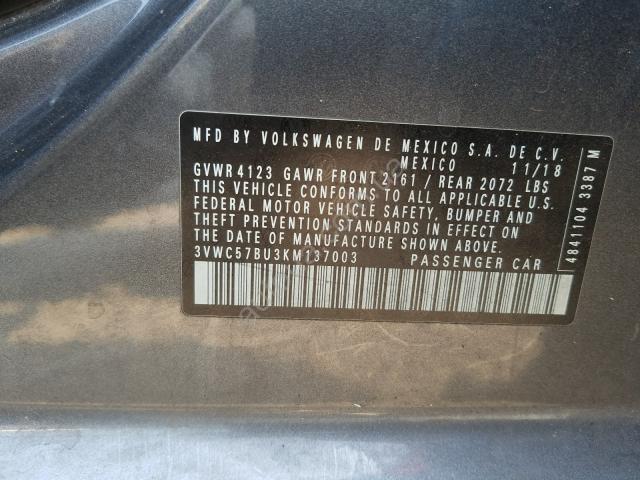 MFD BY VOLKSWAGEN DE MEXICO S.A. DE C.V.
MEXICO 11/18
GVWR 4123 GAWR FRONT 2161 / REAR 2072 LBS
THIS VEHICLE CONFORMS TO ALL APPLICABLE U.S.
FEDERAL MOTOR VEHICLE SAFETY, BUMPER AND
THEFT PREVENTION STANDARDS IN EFFECT ON
THE DATE OF MANUFACTURE SHOWN ABOVE.
3VWC57BU3KM137003 PASSENGER CAR
4841104 3387 M